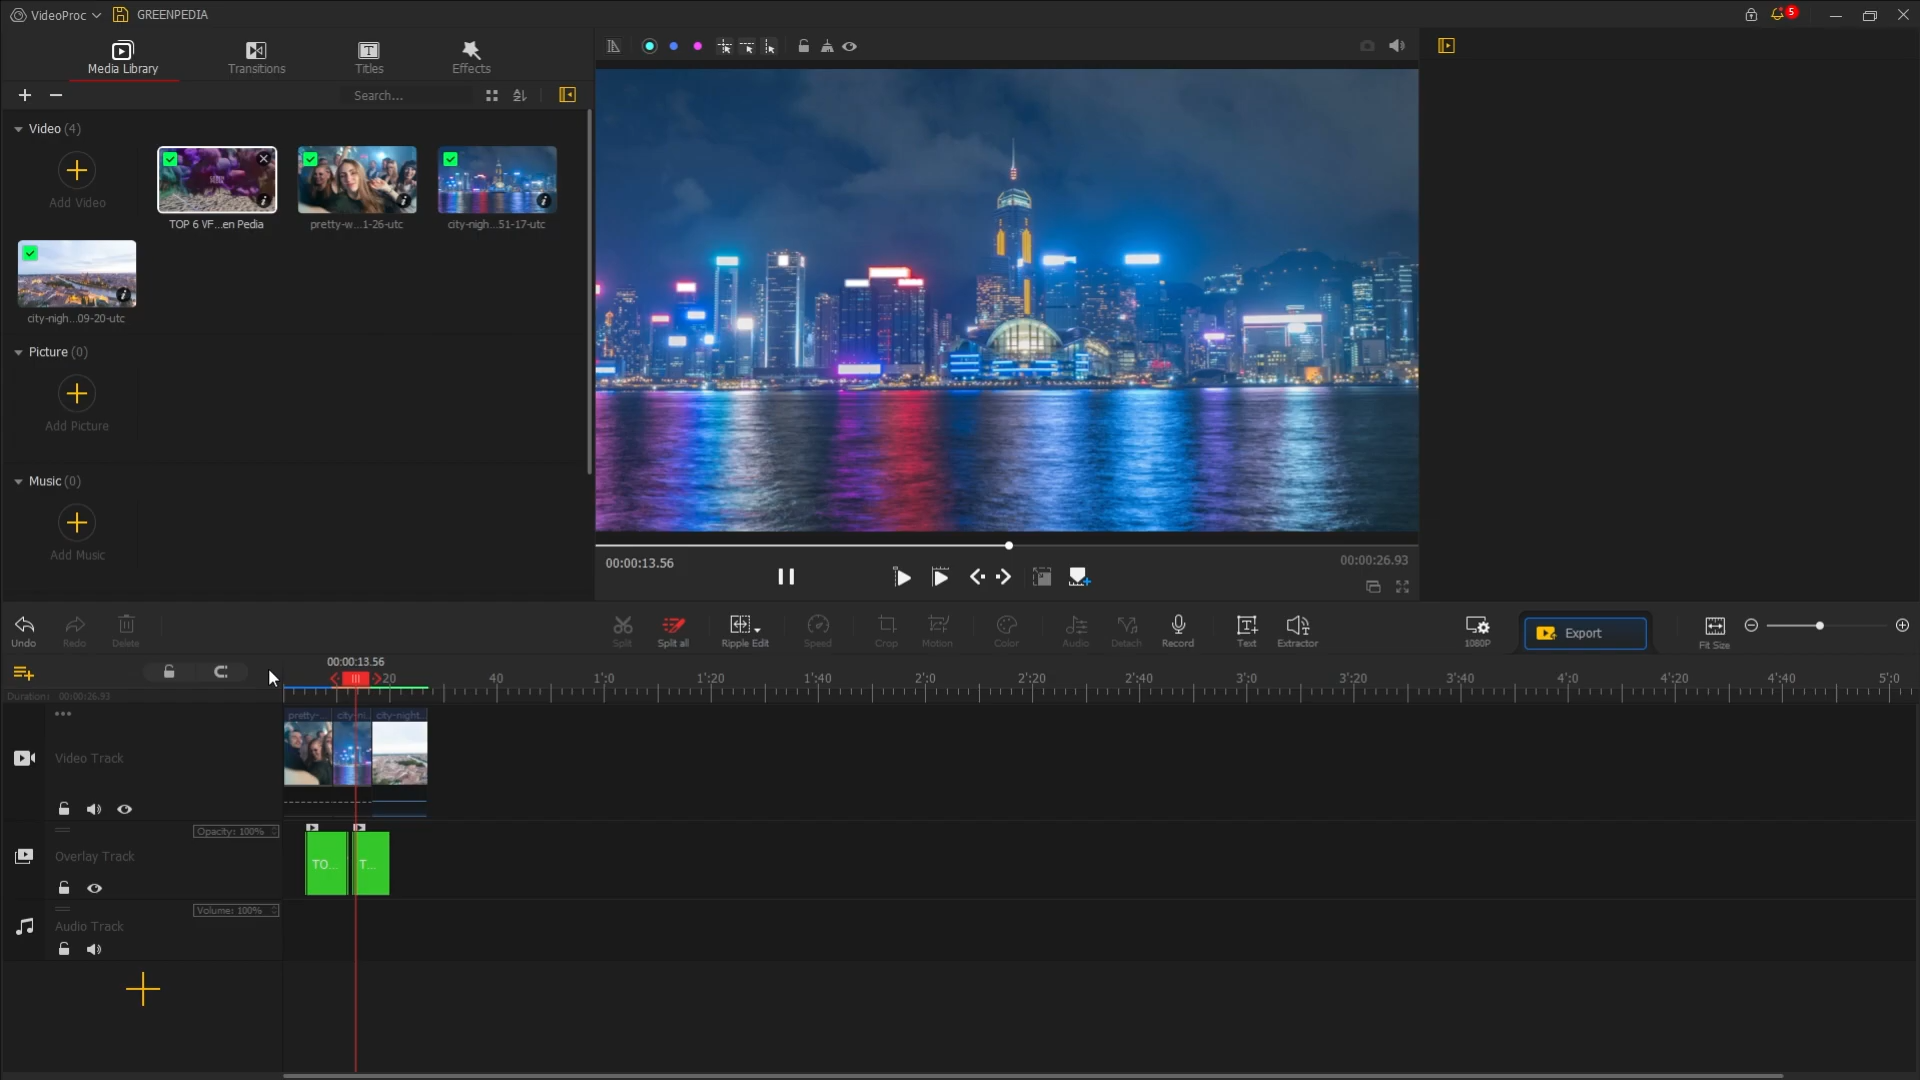 VideoProc
GREENPEDIA
5
Media Library
Transitions
Titles
Effects
Search...
Video (4)
Add Video
TOP 6 VF...en Pedia
pretty-w...1-26-utc
city-nigh...51-17-utc
city-nigh...09-20-utc
Picture (0)
Add Picture
Music (0)
Add Music
00:00:13.56
00:00:26.93
Undo
Redo
Delete
Split
Split all
Ripple Edit
Speed
Crop
Motion
Color
Audio
Detach
Record
Text
Extractor
1080P
Export
Fit Size
00:00:13.56
20
40
1'0
1'20
1'40
2'0
2'20
2'40
3'0
3'20
3'40
4'0
4'20
4'40
5'0
Duration: 00:00:26.93
pretty-...
city-ni...
city-night...
Video Track
Opacity: 100%
Overlay Track
TO...
T...
Volume: 100%
Audio Track